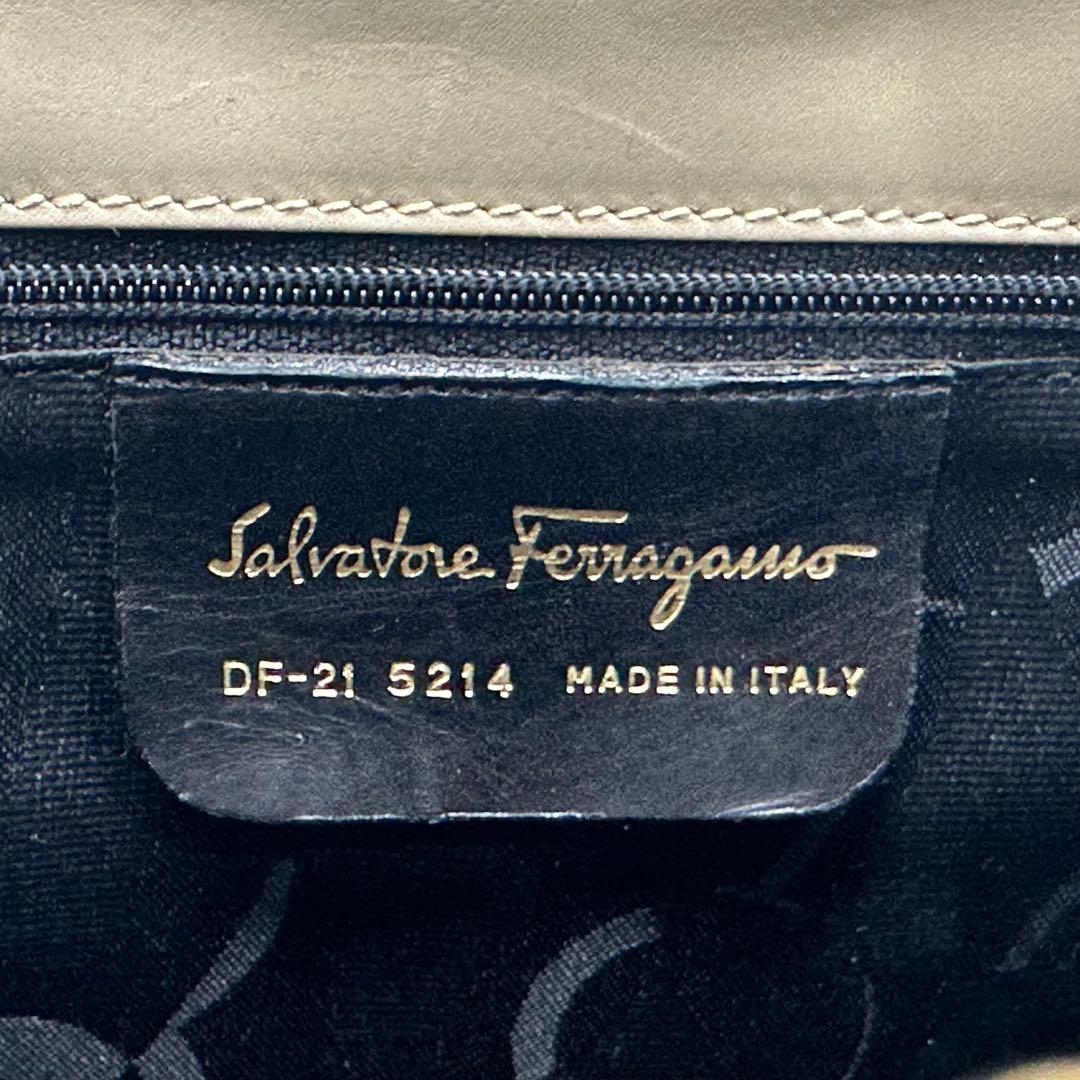 Salvatore Ferragamo
DF-21 5214 MADE IN ITALY